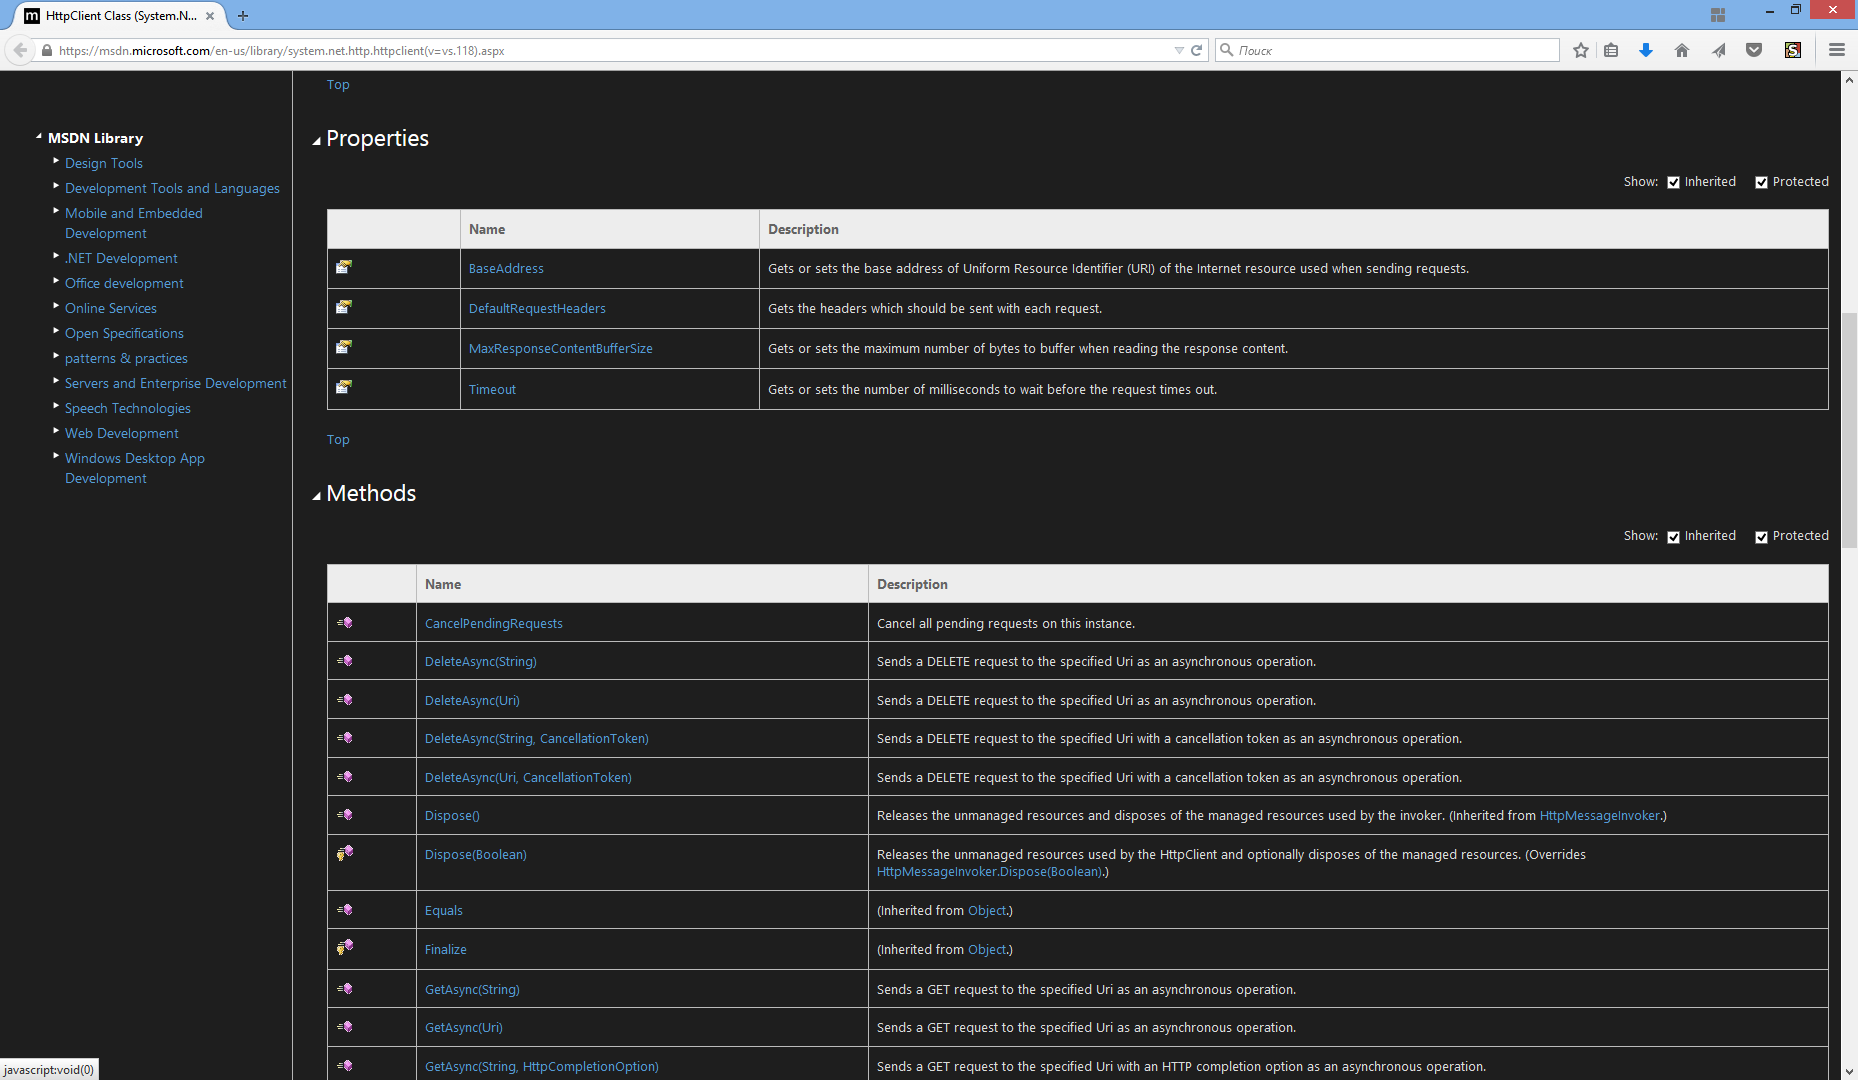 HttpClient Class (System.N...
https://msdn.microsoft.com/en-us/library/system.net.http.httpclient(v=vs.118).aspx
Поиск
MSDN Library
Design Tools
Development Tools and Languages
Mobile and Embedded
Development
.NET Development
Office development
Online Services
Open Specifications
patterns & practices
Servers and Enterprise Development
Speech Technologies
Web Development
Windows Desktop App
Development
Top
Properties
Show: Inherited Protected
Name Description
BaseAddress Gets or sets the base address of Uniform Resource Identifier (URI) of the Internet resource used when sending requests.
DefaultRequestHeaders Gets the headers which should be sent with each request.
MaxResponseContentBufferSize Gets or sets the maximum number of bytes to buffer when reading the response content.
Timeout Gets or sets the number of milliseconds to wait before the request times out.
Top
Methods
Show: Inherited Protected
Name Description
CancelPendingRequests Cancel all pending requests on this instance.
DeleteAsync(String) Sends a DELETE request to the specified Uri as an asynchronous operation.
DeleteAsync(Uri) Sends a DELETE request to the specified Uri as an asynchronous operation.
DeleteAsync(String, CancellationToken) Sends a DELETE request to the specified Uri with a cancellation token as an asynchronous operation.
DeleteAsync(Uri, CancellationToken) Sends a DELETE request to the specified Uri with a cancellation token as an asynchronous operation.
Dispose() Releases the unmanaged resources and disposes of the managed resources used by the invoker. (Inherited from HttpMessageInvoker.)
Dispose(Boolean) Releases the unmanaged resources used by the HttpClient and optionally disposes of the managed resources. (Overrides
HttpMessageInvoker.Dispose(Boolean).)
Equals (Inherited from Object.)
Finalize (Inherited from Object.)
GetAsync(String) Sends a GET request to the specified Uri as an asynchronous operation.
GetAsync(Uri) Sends a GET request to the specified Uri as an asynchronous operation.
GetAsync(String, HttpCompletionOption) Sends a GET request to the specified Uri with an HTTP completion option as an asynchronous operation.
javascript:void(0)